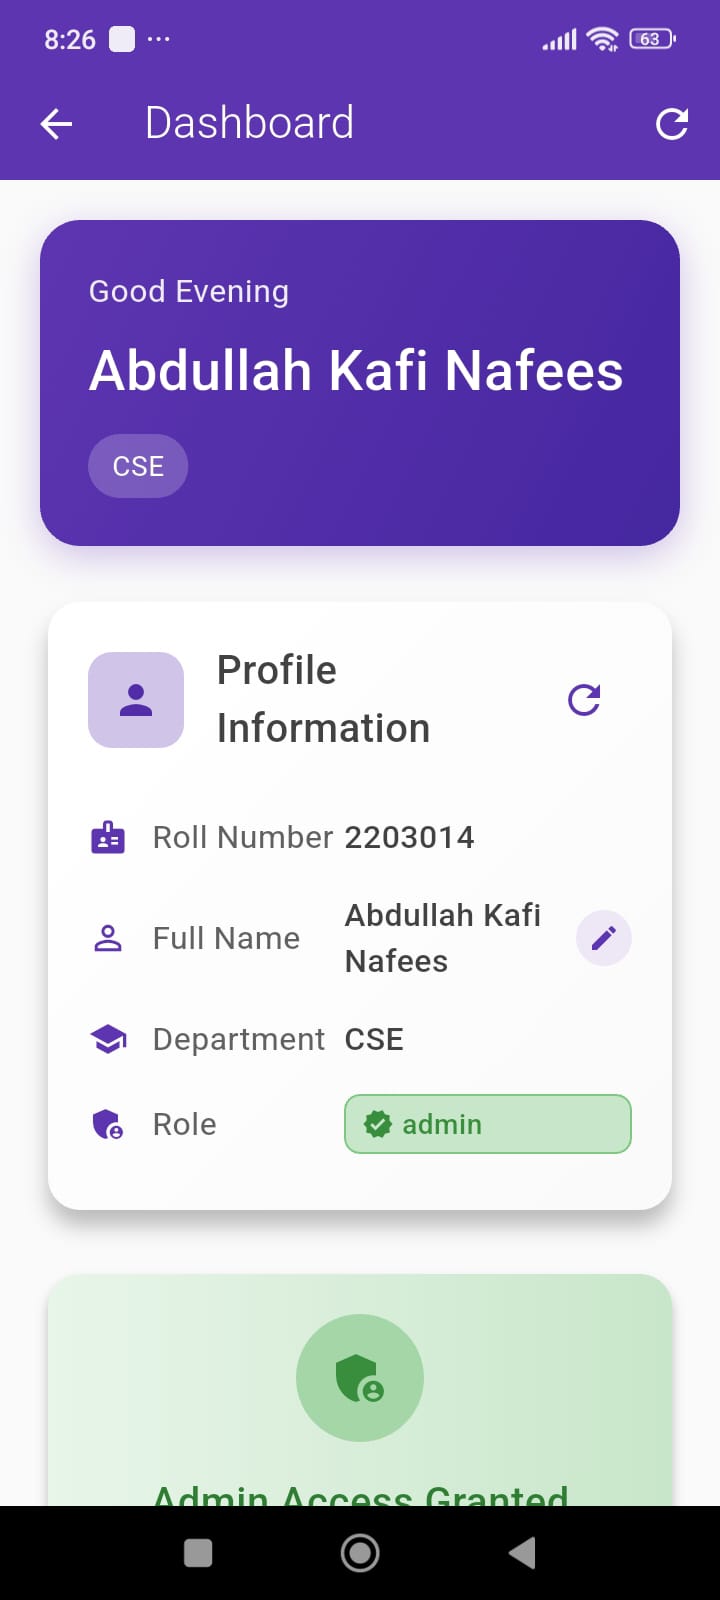 8:26
63
Dashboard
Good Evening
Abdullah Kafi Nafees
CSE
Profile
Information
Roll Number 2203014
Full Name Abdullah Kafi
Nafees
Department CSE
Role admin
Admin Access Granted